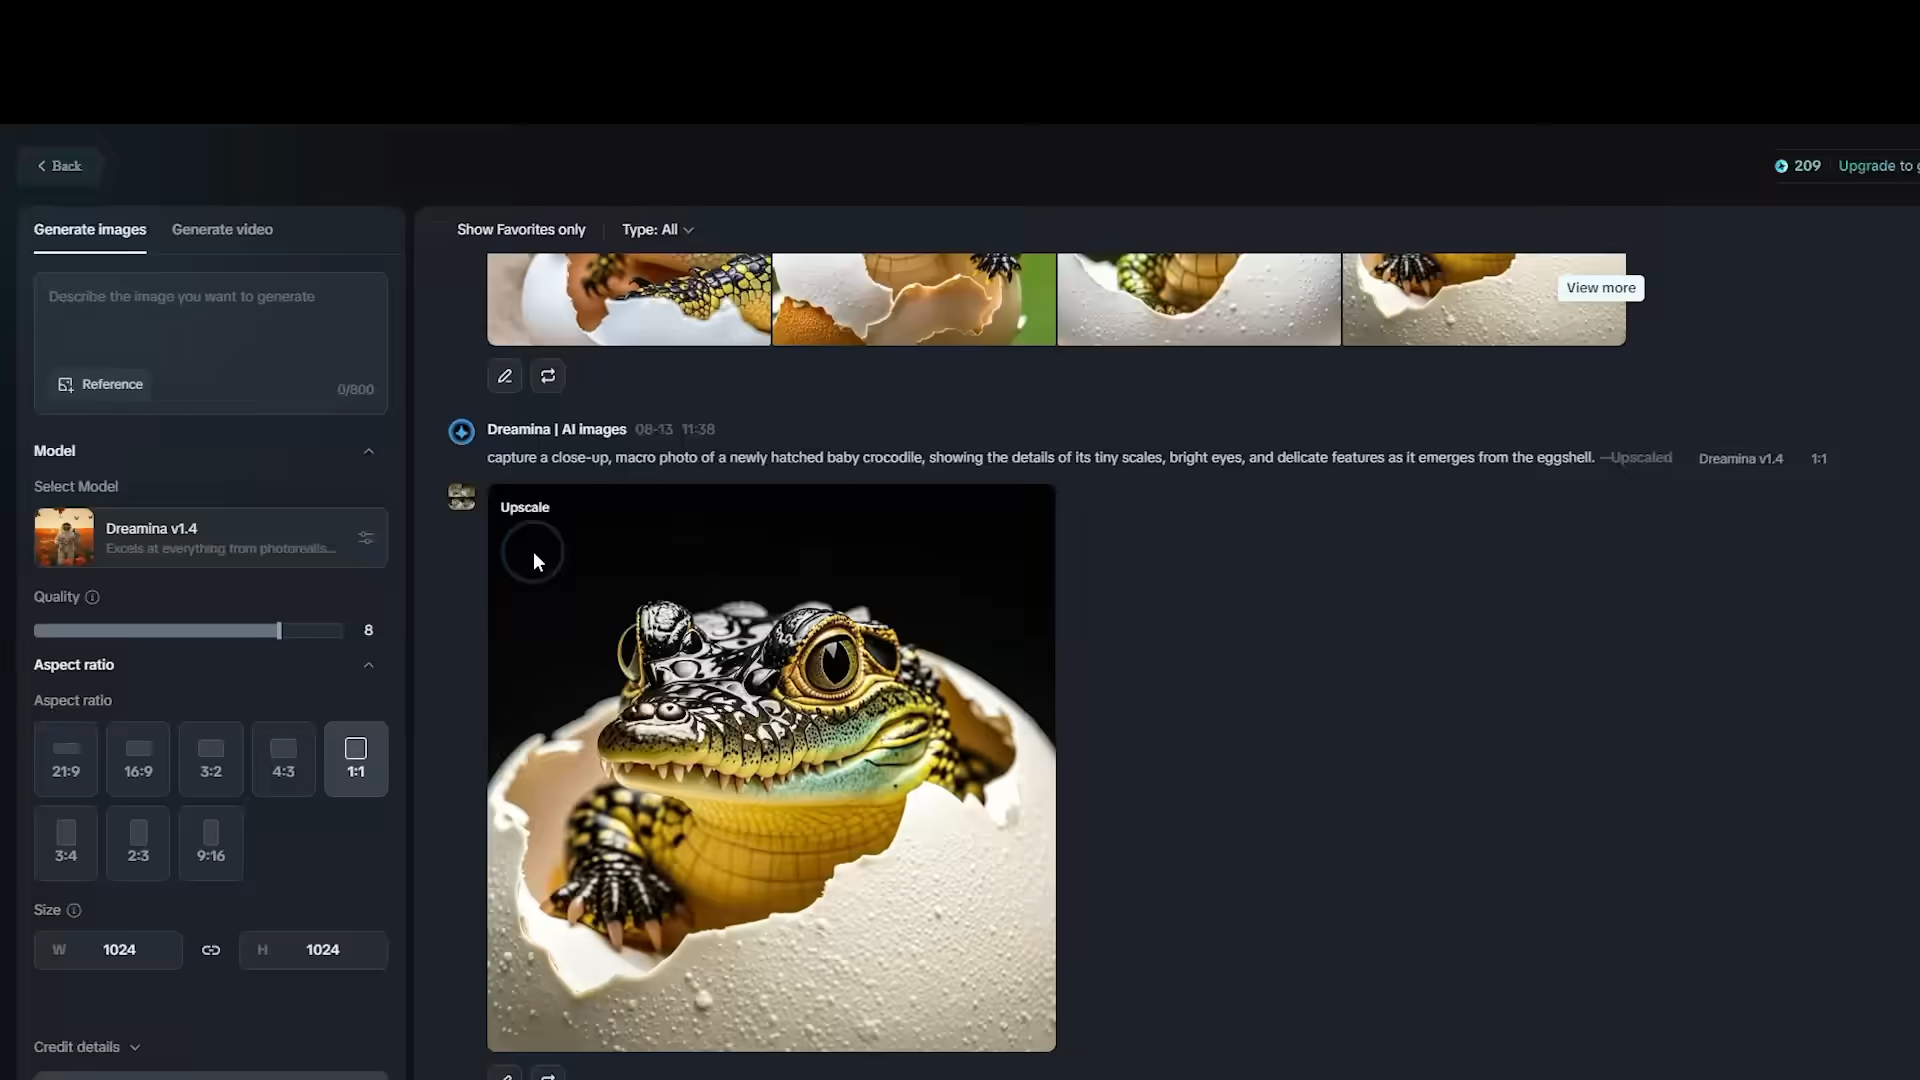 Back
209 Upgrade to g
Generate images Generate video
Show Favorites only Type: All
Describe the image you want to generate
View more
Reference 0/800
Dreamina | AI images 08-13 11:38
capture a close-up, macro photo of a newly hatched baby crocodile, showing the details of its tiny scales, bright eyes, and delicate features as it emerges from the eggshell. —Upscaled Dreamina v1.4 1:1
Model
Select Model
Upscale
Dreamina v1.4
Excels at everything from photorealis...
Quality
8
Aspect ratio
Aspect ratio
21:9 16:9 3:2 4:3 1:1
3:4 2:3 9:16
Size
W 1024 H 1024
Credit details